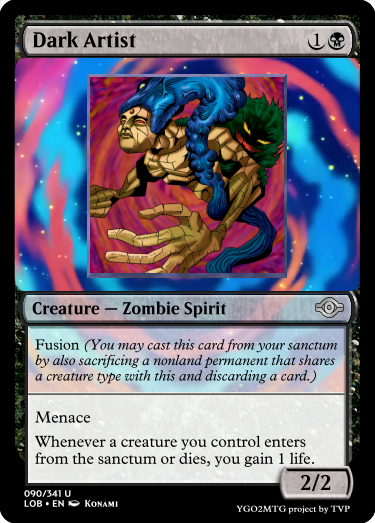 Dark Artist 1
Creature — Zombie Spirit
Fusion (You may cast this card from your sanctum
by also sacrificing a nonland permanent that shares
a creature type with this and discarding a card.)
Menace
Whenever a creature you control enters
from the sanctum or dies, you gain 1 life.
2/2
090/341 U
LOB • EN Konami
YGO2MTG project by TVP